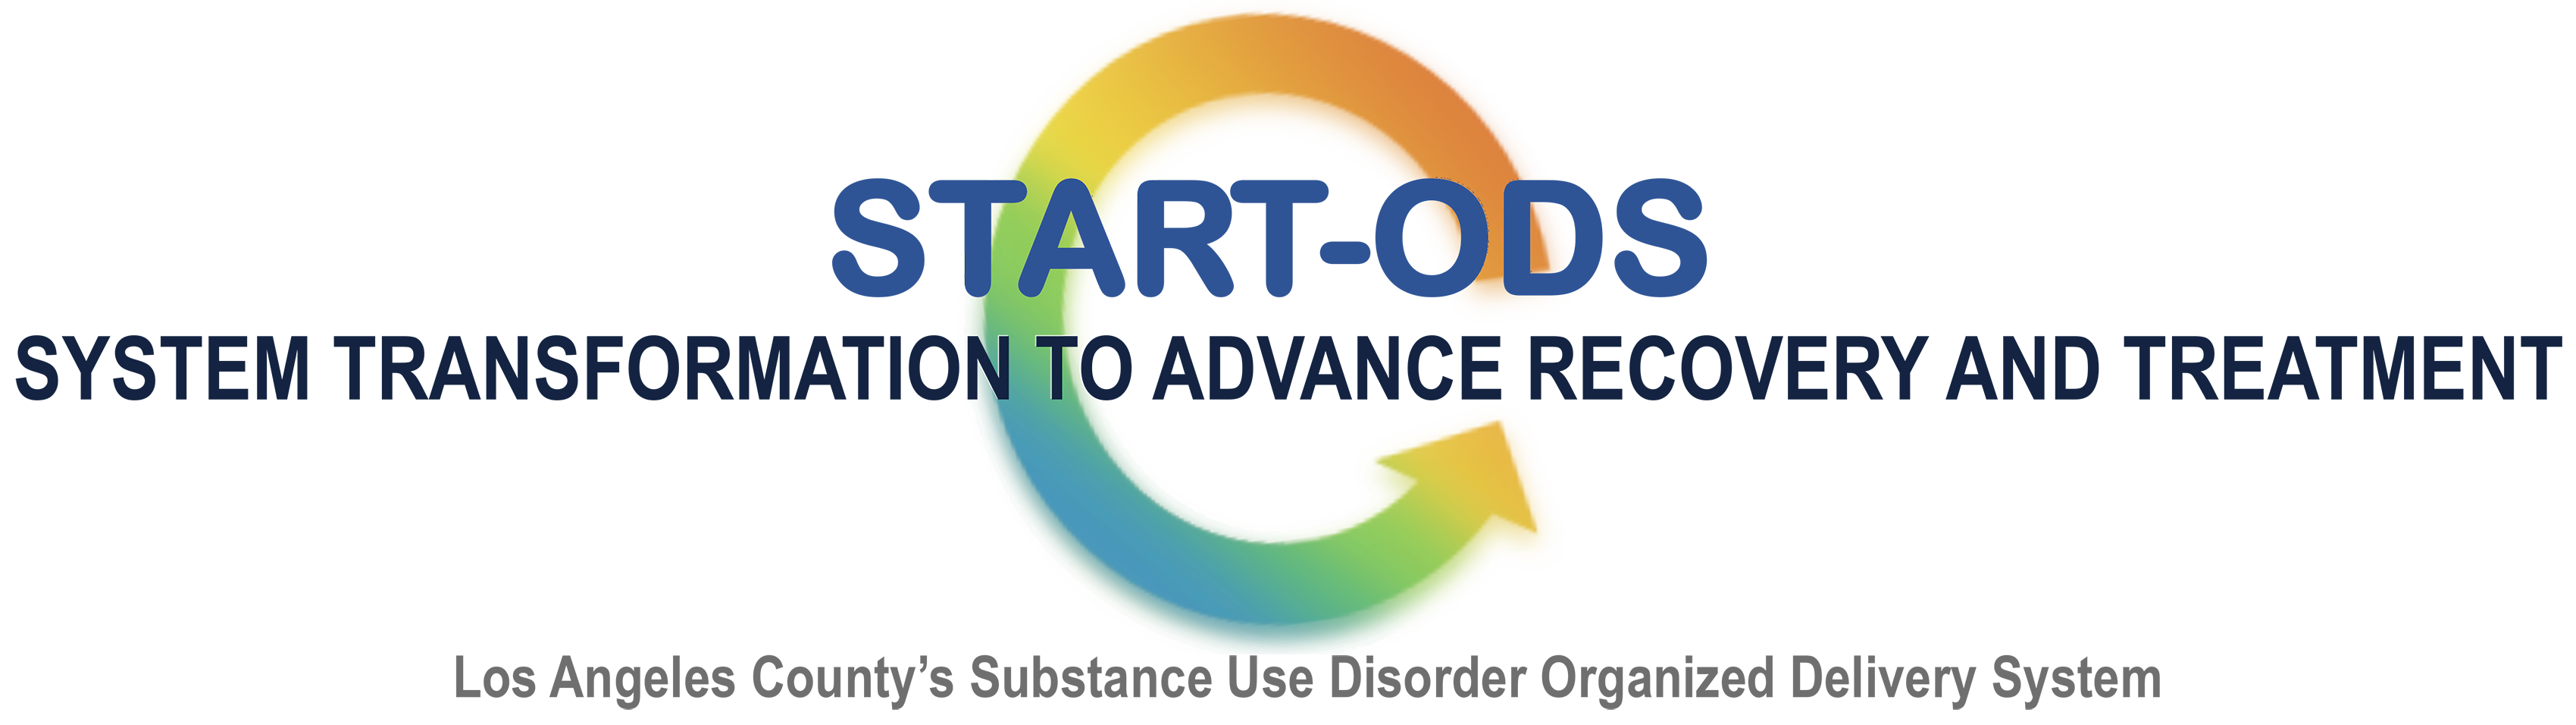 START-ODS
SYSTEM TRANSFORMATION TO ADVANCE RECOVERY AND TREATMENT
Los Angeles County’s Substance Use Disorder Organized Delivery System